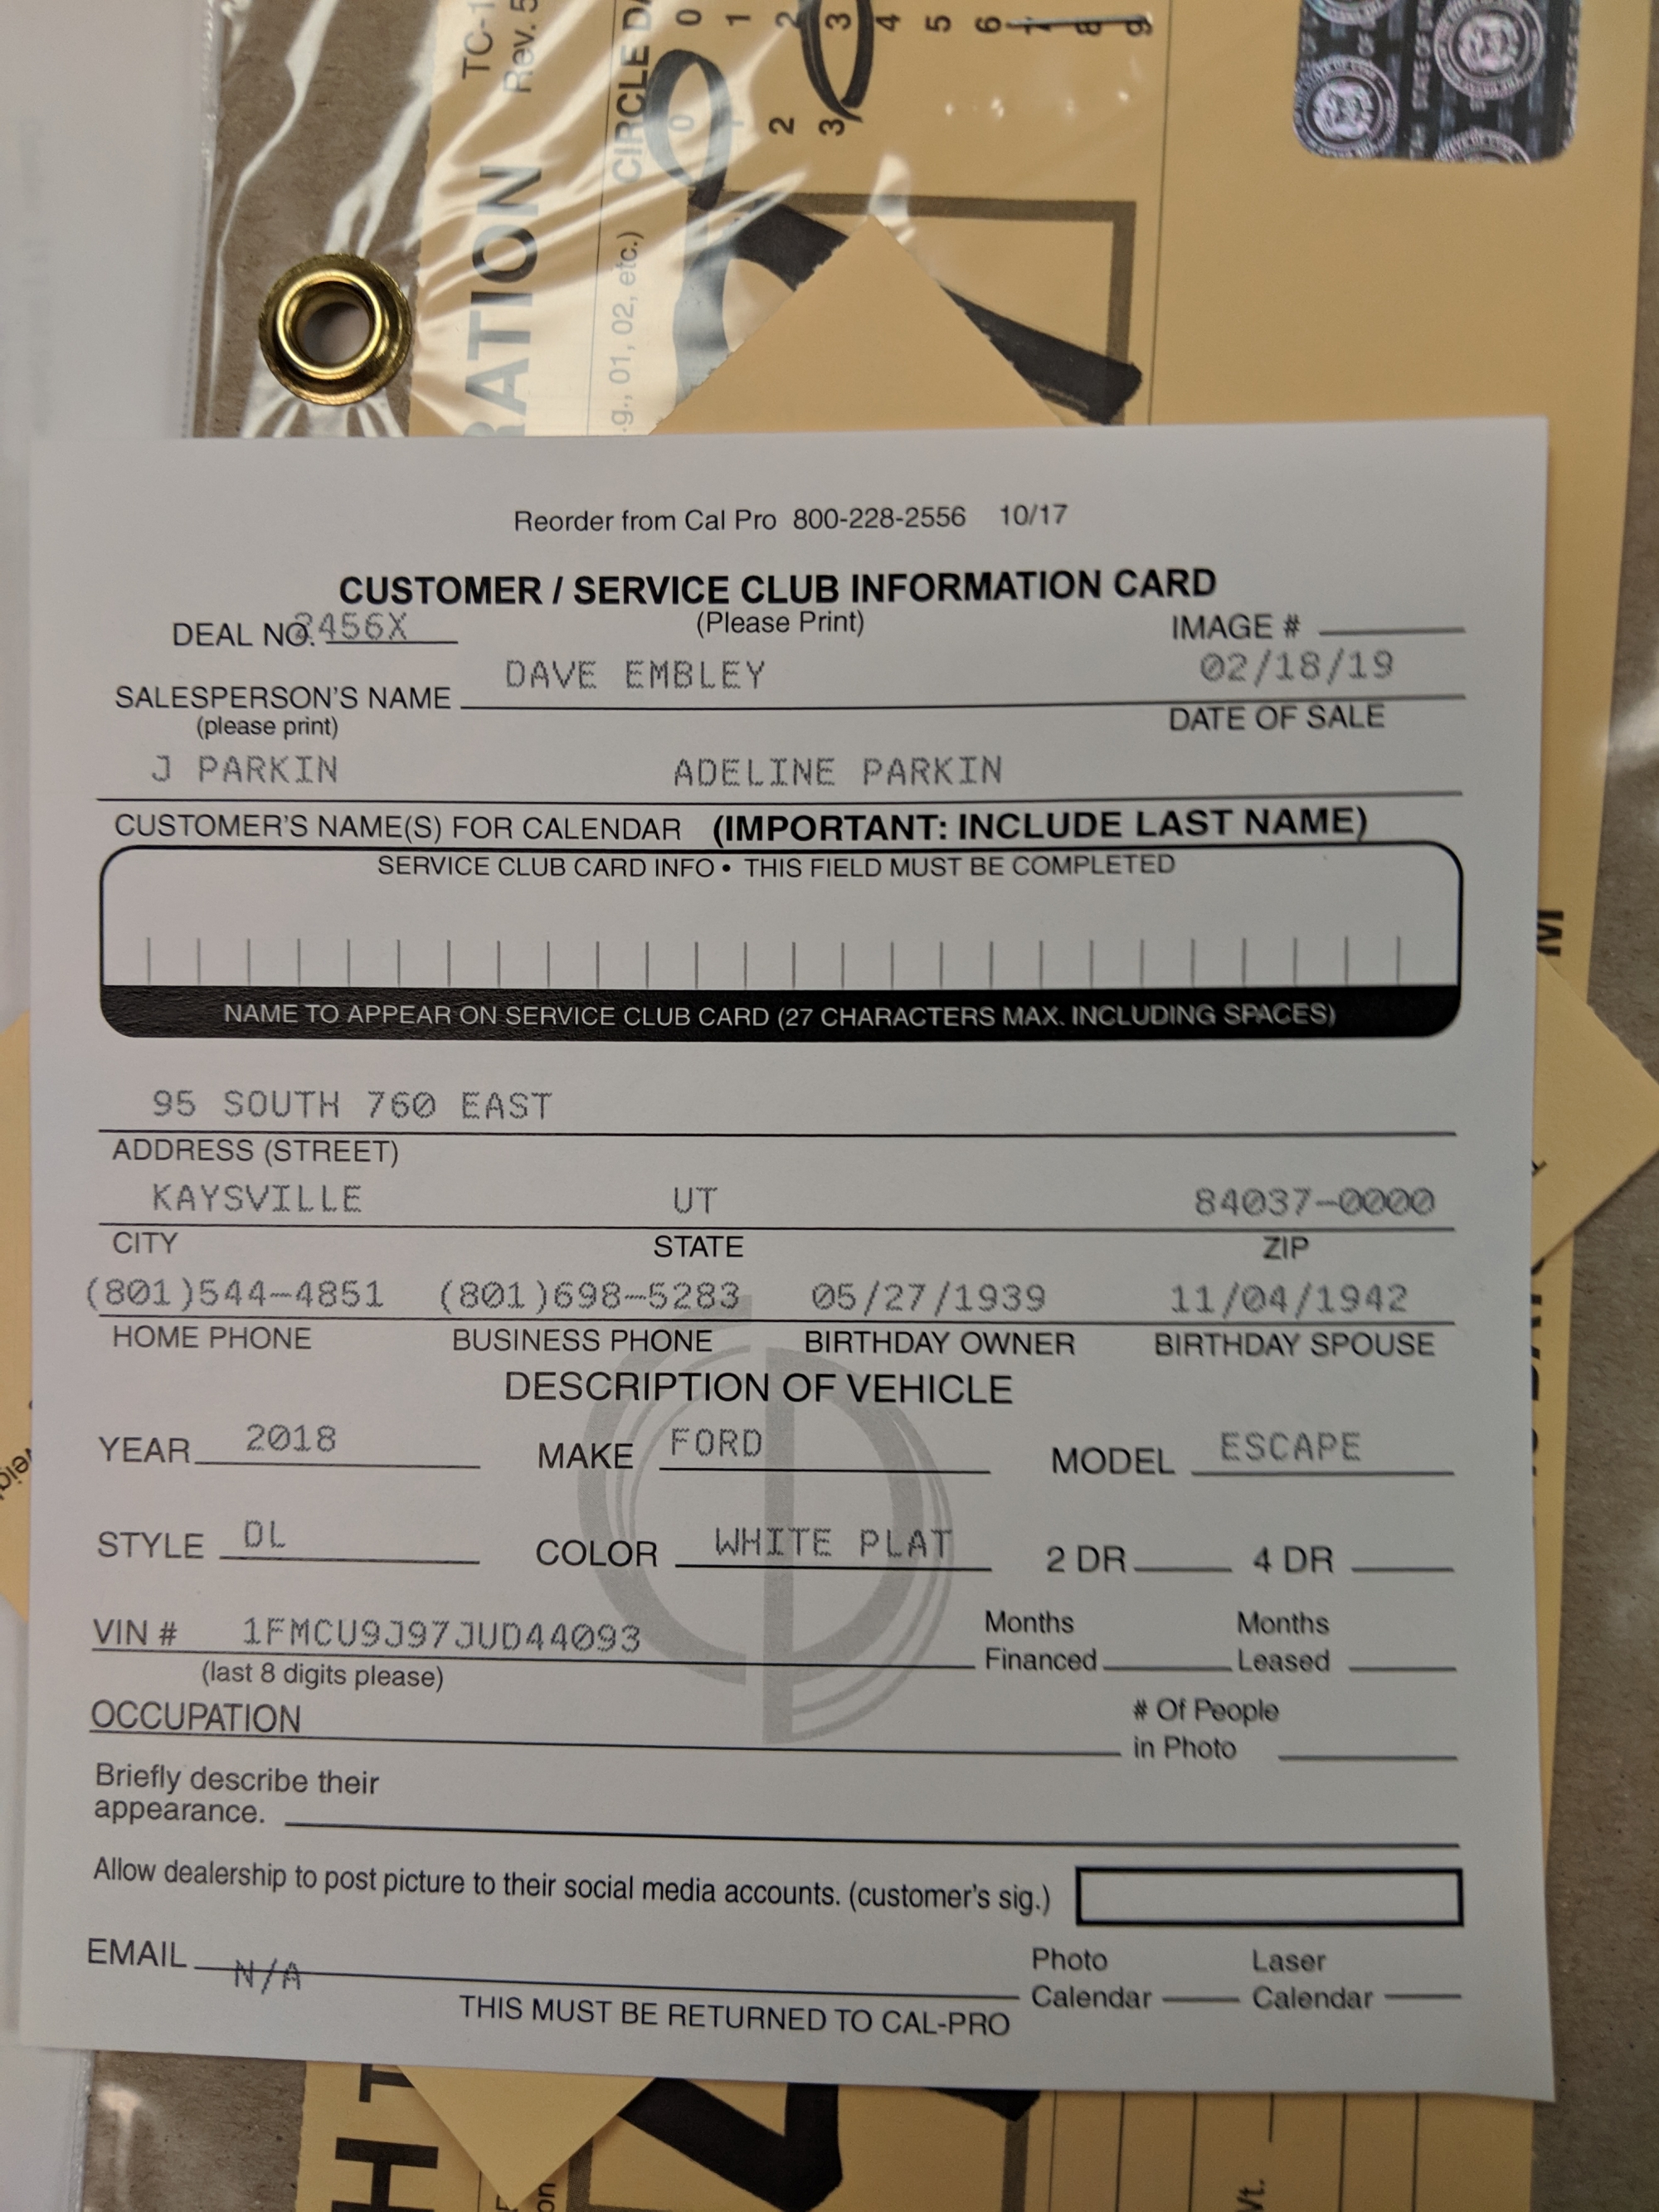 TC-1
Rev. 5
CIRCLE DA
0 1 2 3 4 5 6 7 8 9
0 1 2 3
RATION
.g., 01, 02, etc.)
Reorder from Cal Pro 800-228-2556 10/17
CUSTOMER / SERVICE CLUB INFORMATION CARD
DEAL NO. 2456X (Please Print) IMAGE #
DAVE EMBLEY 02/18/19
SALESPERSON'S NAME
(please print) DATE OF SALE
J PARKIN ADELINE PARKIN
CUSTOMER'S NAME(S) FOR CALENDAR (IMPORTANT: INCLUDE LAST NAME)
SERVICE CLUB CARD INFO • THIS FIELD MUST BE COMPLETED
NAME TO APPEAR ON SERVICE CLUB CARD (27 CHARACTERS MAX. INCLUDING SPACES)
95 SOUTH 760 EAST
ADDRESS (STREET)
KAYSVILLE UT 84037-0000
CITY STATE ZIP
(801)544-4851 (801)698-5283 05/27/1939 11/04/1942
HOME PHONE BUSINESS PHONE BIRTHDAY OWNER BIRTHDAY SPOUSE
DESCRIPTION OF VEHICLE
YEAR 2018 MAKE FORD MODEL ESCAPE
STYLE DL COLOR WHITE PLAT 2 DR 4 DR
VIN # 1FMCU9J97JUD44093 Months Financed Months Leased
(last 8 digits please)
OCCUPATION # Of People in Photo
Briefly describe their
appearance.
Allow dealership to post picture to their social media accounts. (customer's sig.)
EMAIL N/A Photo Calendar Laser Calendar
THIS MUST BE RETURNED TO CAL-PRO